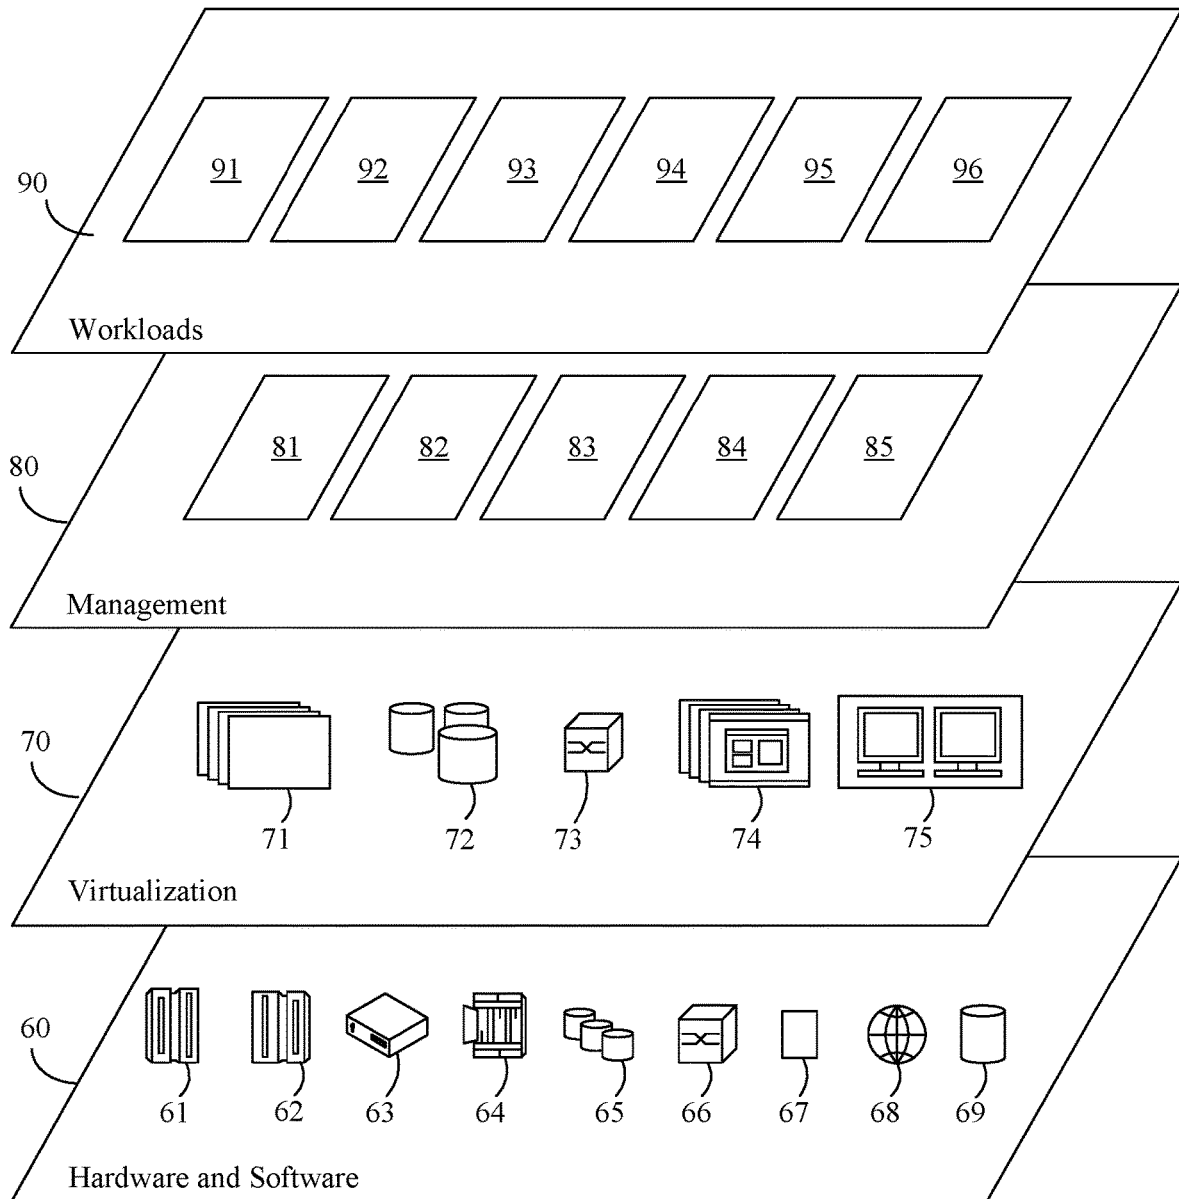 91 92 93 94 95 96
90
Workloads
81 82 83 84 85
80
Management
70
71 72 73 74 75
Virtualization
60
61 62 63 64 65 66 67 68 69
Hardware and Software